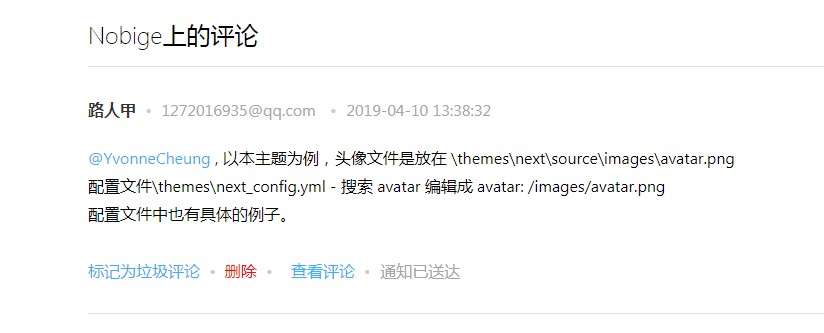 Nobige上的评论
路人甲 • 1272016935@qq.com • 2019-04-10 13:38:32
@YvonneCheung , 以本主题为例，头像文件是放在 \themes\next\source\images\avatar.png
配置文件\themes\next_config.yml - 搜索 avatar 编辑成 avatar: /images/avatar.png
配置文件中也有具体的例子。
标记为垃圾评论 • 删除 • 查看评论 • 通知已送达